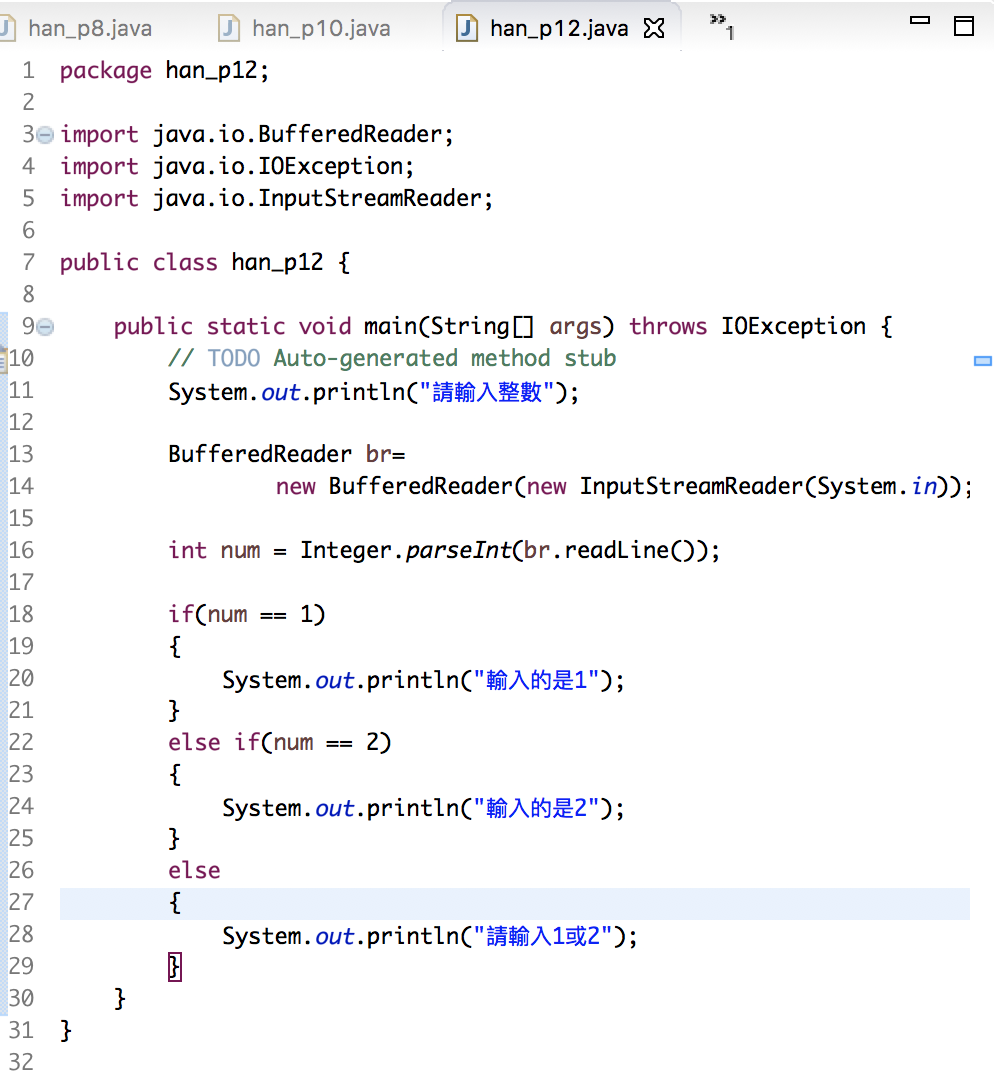 han_p8.java han_p10.java han_p12.java »1
1 package han_p12;
2
3 import java.io.BufferedReader;
4 import java.io.IOException;
5 import java.io.InputStreamReader;
6
7 public class han_p12 {
8
9 public static void main(String[] args) throws IOException {
10 // TODO Auto-generated method stub
11 System.out.println("請輸入整數");
12
13 BufferedReader br=
14 new BufferedReader(new InputStreamReader(System.in));
15
16 int num = Integer.parseInt(br.readLine());
17
18 if(num == 1)
19 {
20 System.out.println("輸入的是1");
21 }
22 else if(num == 2)
23 {
24 System.out.println("輸入的是2");
25 }
26 else
27 {
28 System.out.println("請輸入1或2");
29 }
30 }
31 }
32